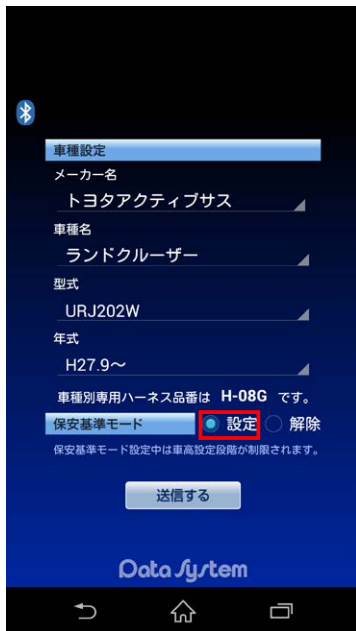 車種設定
メーカー名
トヨタアクティブサス
車種名
ランドクルーザー
型式
URJ202W
年式
H27.9～
車種別専用ハーネス品番は H-08G です。
保安基準モード 設定 解除
保安基準モード設定中は車高設定段階が制限されます。
送信する
Data System